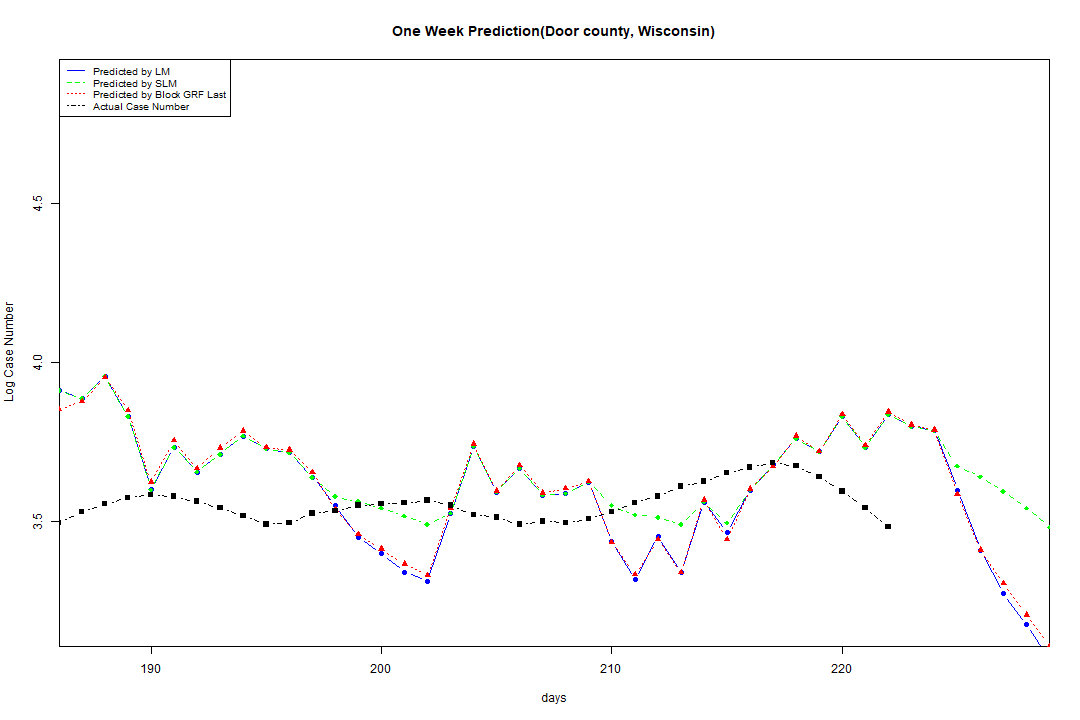 One Week Prediction(Door county, Wisconsin)
Predicted by LM
Predicted by SLM
Predicted by Block GRF Last
Actual Case Number
Log Case Number
4.5
4.0
3.5
190 200 210 220
days